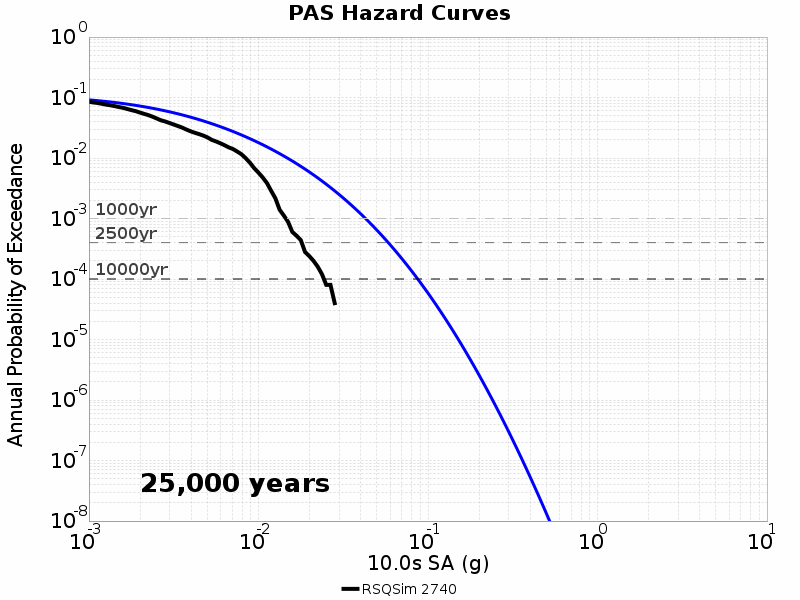 PAS Hazard Curves
Annual Probability of Exceedance
10^0
10^-1
10^-2
10^-3
10^-4
10^-5
10^-6
10^-7
10^-8
1000yr
2500yr
10000yr
25,000 years
10^-3 10^-2 10^-1 10^0 10^1
10.0s SA (g)
RSQSim 2740